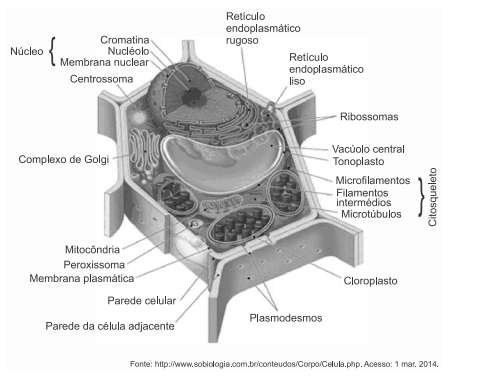 Núcleo
Cromatina
Nucléolo
Membrana nuclear
Centrossoma
Complexo de Golgi
Mitocôndria
Peroxissoma
Membrana plasmática
Parede celular
Parede da célula adjacente
Retículo
endoplasmático
rugoso
Retículo
endoplasmático
liso
Ribossomas
Vacúolo central
Tonoplasto
Microfilamentos
Filamentos
intermédios
Microtúbulos
Citosqueleto
Cloroplasto
Plasmodesmos
Fonte: http://www.sobiologia.com.br/conteudos/Corpo/Celula.php. Acesso: 1 mar. 2014.